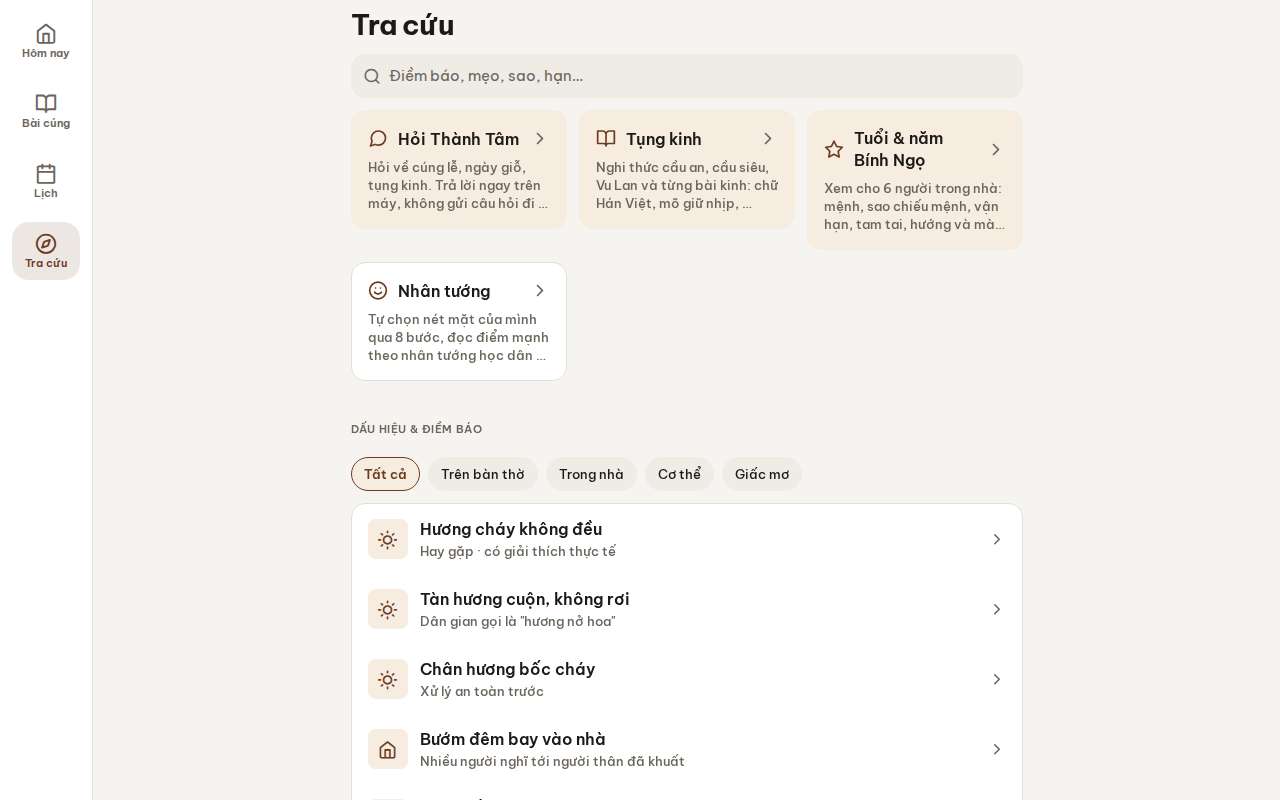 Hôm nay
Bài cúng
Lịch
Tra cứu
Tra cứu
Điềm báo, mẹo, sao, hạn...
Hỏi Thành Tâm
Hỏi về cúng lễ, ngày giỗ,
tụng kinh. Trả lời ngay trên
máy, không gửi câu hỏi đi ...
Tụng kinh
Nghi thức cầu an, cầu siêu,
Vu Lan và từng bài kinh: chữ
Hán Việt, mõ giữ nhịp, ...
Tuổi & năm
Bính Ngọ
Xem cho 6 người trong nhà:
mệnh, sao chiếu mệnh, vận
hạn, tam tai, hướng và mà...
Nhân tướng
Tự chọn nét mặt của mình
qua 8 bước, đọc điểm mạnh
theo nhân tướng học dân ...
DẤU HIỆU & ĐIỀM BÁO
Tất cả
Trên bàn thờ
Trong nhà
Cơ thể
Giấc mơ
Hương cháy không đều
Hay gặp · có giải thích thực tế
Tàn hương cuộn, không rơi
Dân gian gọi là "hương nở hoa"
Chân hương bốc cháy
Xử lý an toàn trước
Bướm đêm bay vào nhà
Nhiều người nghĩ tới người thân đã khuất